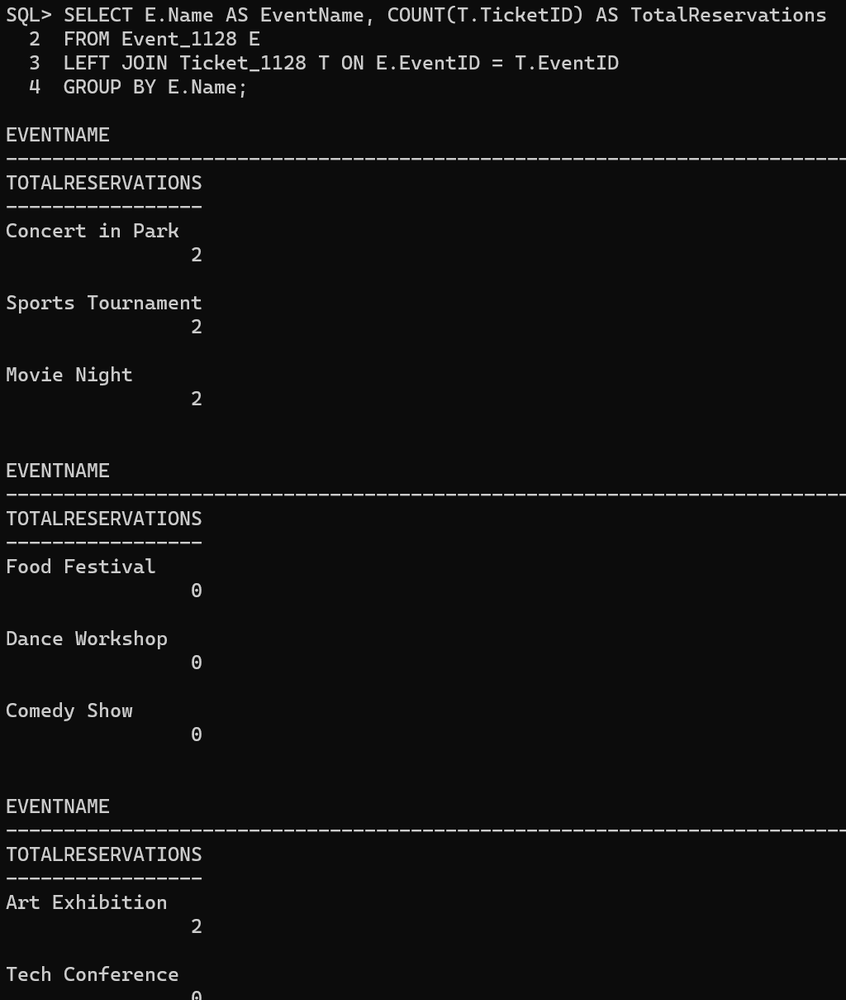 SQL> SELECT E.Name AS EventName, COUNT(T.TicketID) AS TotalReservations
  2  FROM Event_1128 E
  3  LEFT JOIN Ticket_1128 T ON E.EventID = T.EventID
  4  GROUP BY E.Name;

EVENTNAME
--------------------------------------------------------------------------
TOTALRESERVATIONS
-----------------
Concert in Park
                2

Sports Tournament
                2

Movie Night
                2


EVENTNAME
--------------------------------------------------------------------------
TOTALRESERVATIONS
-----------------
Food Festival
                0

Dance Workshop
                0

Comedy Show
                0


EVENTNAME
--------------------------------------------------------------------------
TOTALRESERVATIONS
-----------------
Art Exhibition
                2

Tech Conference
                0